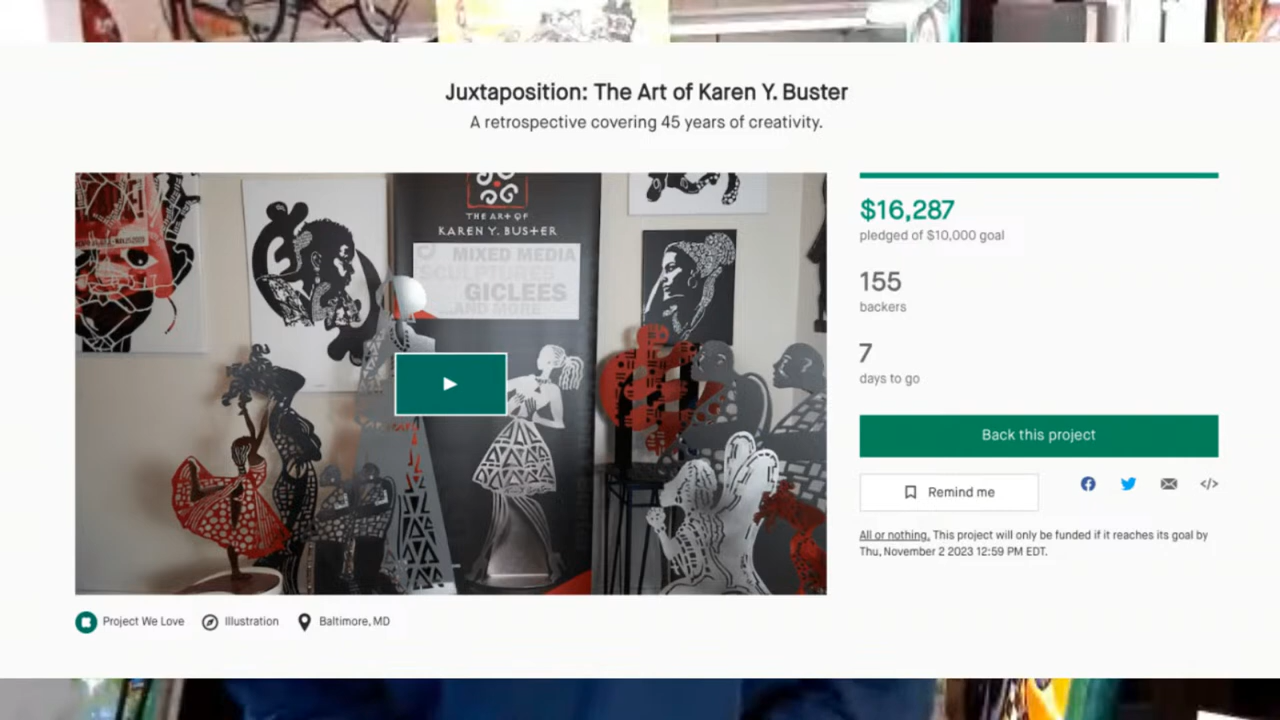 Juxtaposition: The Art of Karen Y. Buster
A retrospective covering 45 years of creativity.
THE ART OF
KAREN Y. BUSTER
MIXED MEDIA
SCULPTURES
GICLEES
AND MORE
$16,287
pledged of $10,000 goal
155
backers
7
days to go
Back this project
Remind me
All or nothing. This project will only be funded if it reaches its goal by
Thu, November 2 2023 12:59 PM EDT.
Project We Love
Illustration
Baltimore, MD